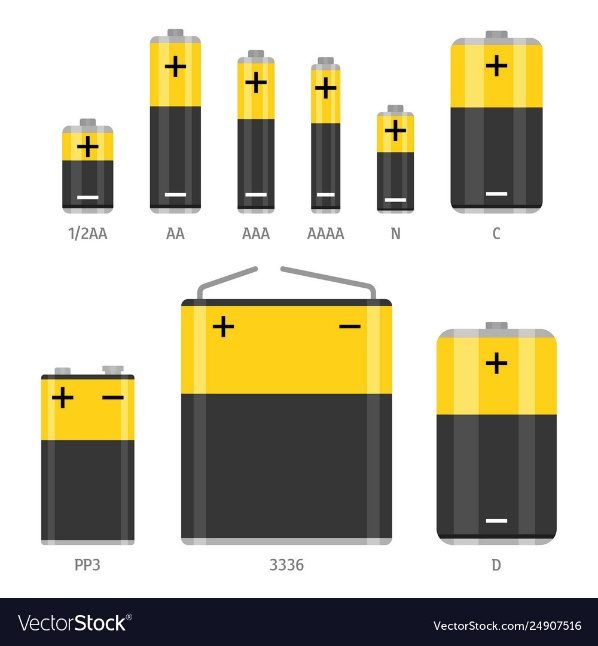 1/2AA
AA
AAA
AAAA
N
C
PP3
3336
D
VectorStock®
VectorStock.com/24907516